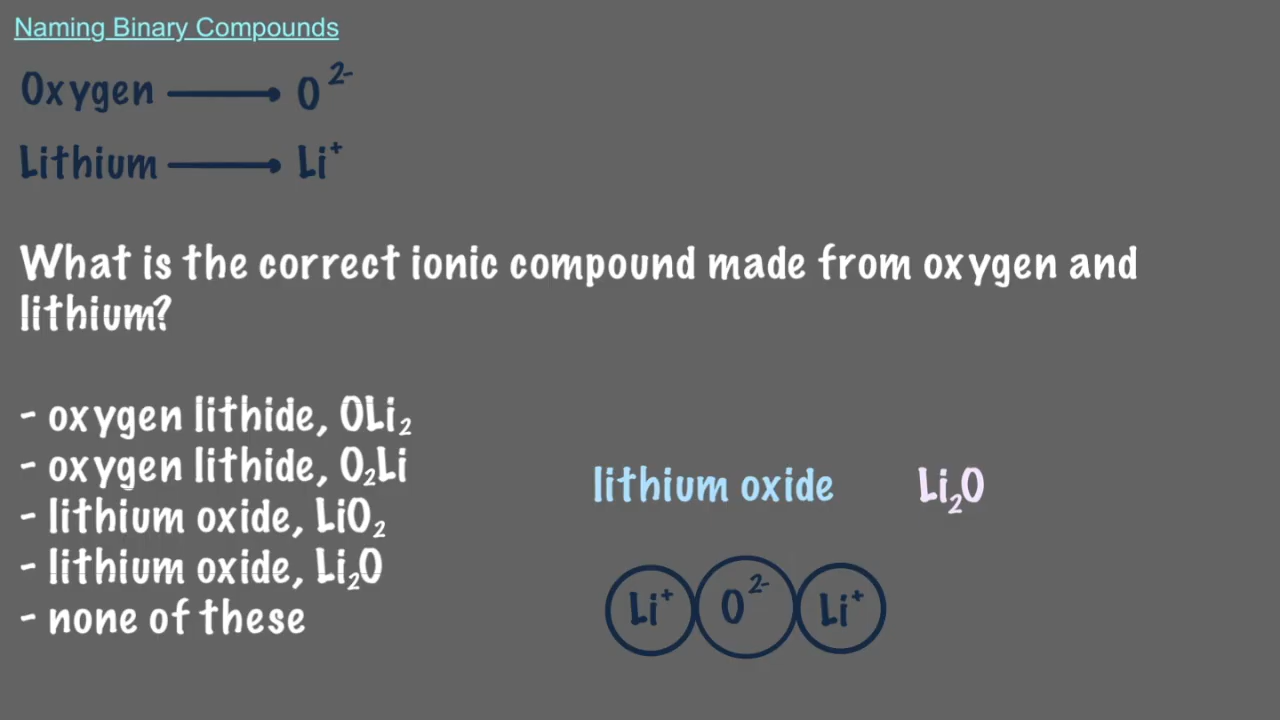 Naming Binary Compounds
Oxygen O²⁻
Lithium Li⁺
What is the correct ionic compound made from oxygen and
lithium?
- oxygen lithide, OLi₂
- oxygen lithide, O₂Li
- lithium oxide, LiO₂
- lithium oxide, Li₂O
- none of these
lithium oxide Li₂O
Li⁺ O²⁻ Li⁺